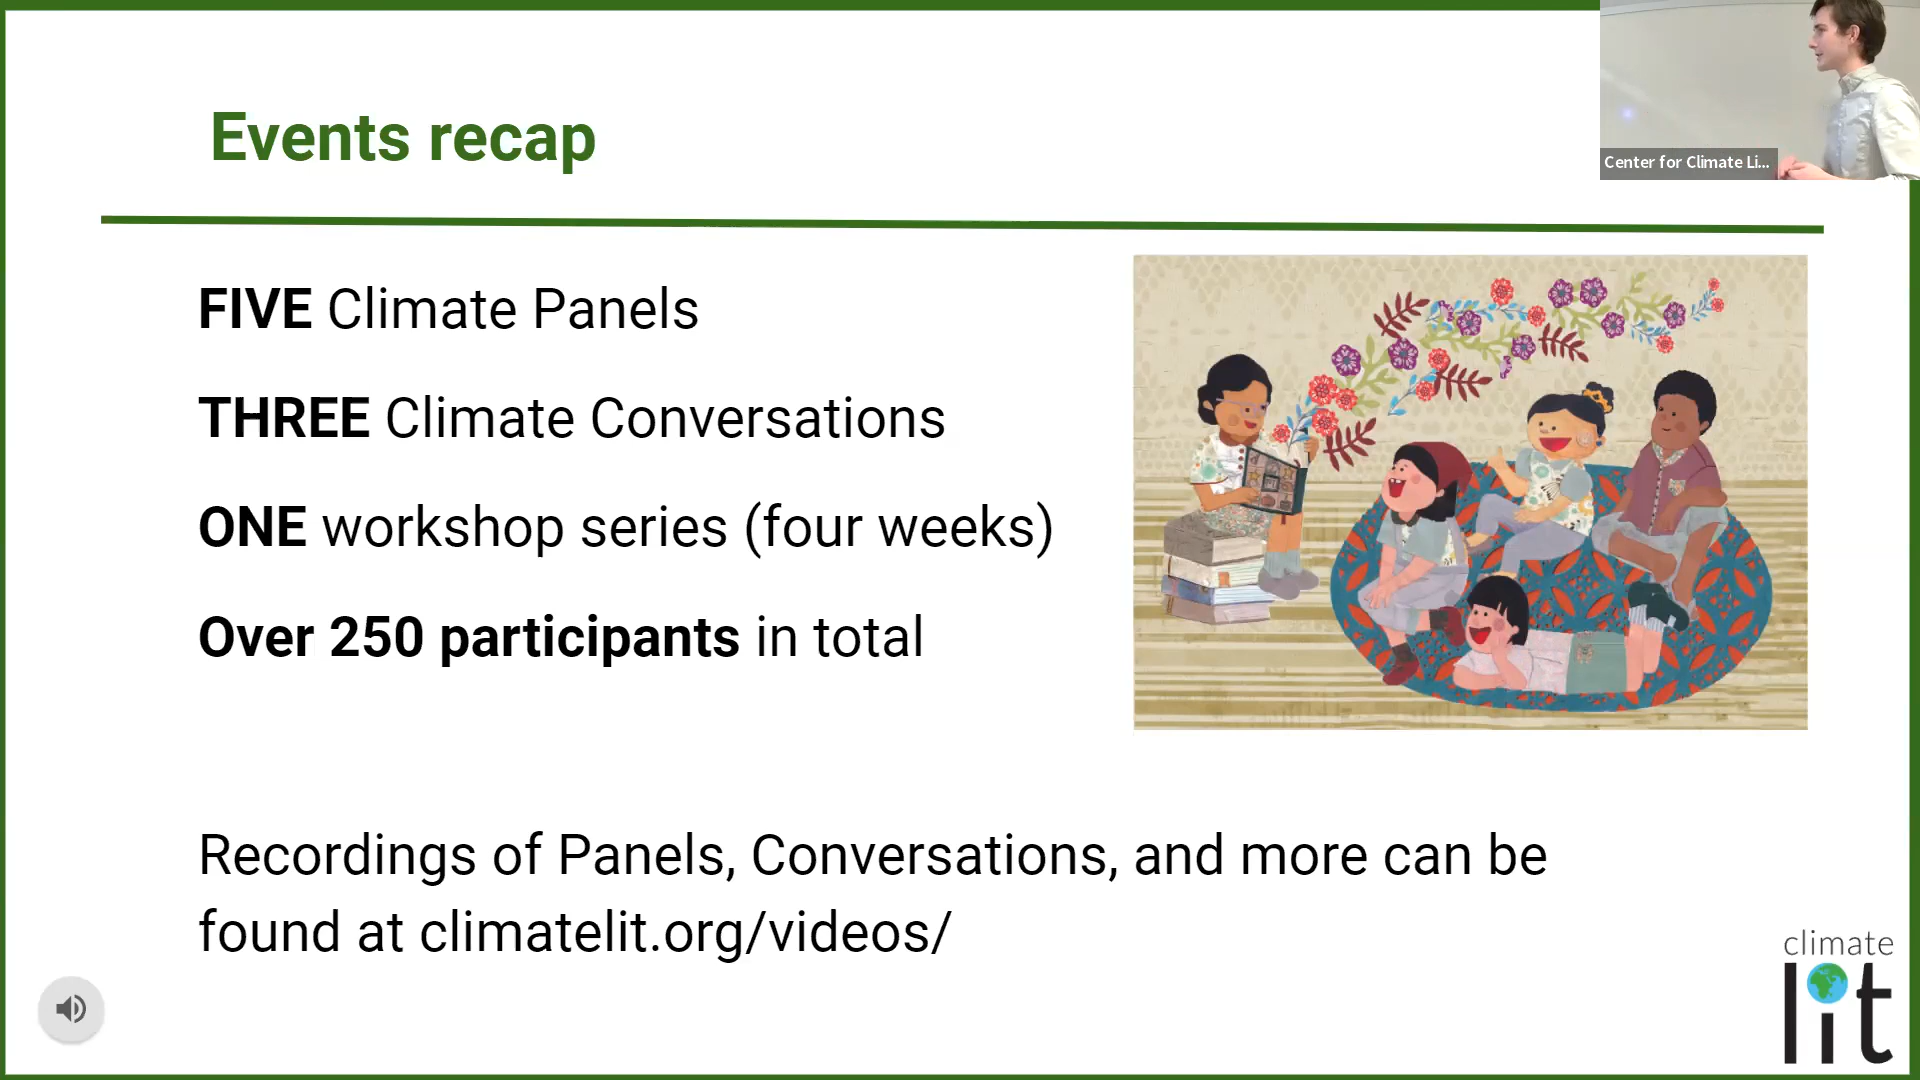 Events recap
Center for Climate Li...
FIVE Climate Panels
THREE Climate Conversations
ONE workshop series (four weeks)
Over 250 participants in total
Recordings of Panels, Conversations, and more can be
found at climatelit.org/videos/
climate
lit